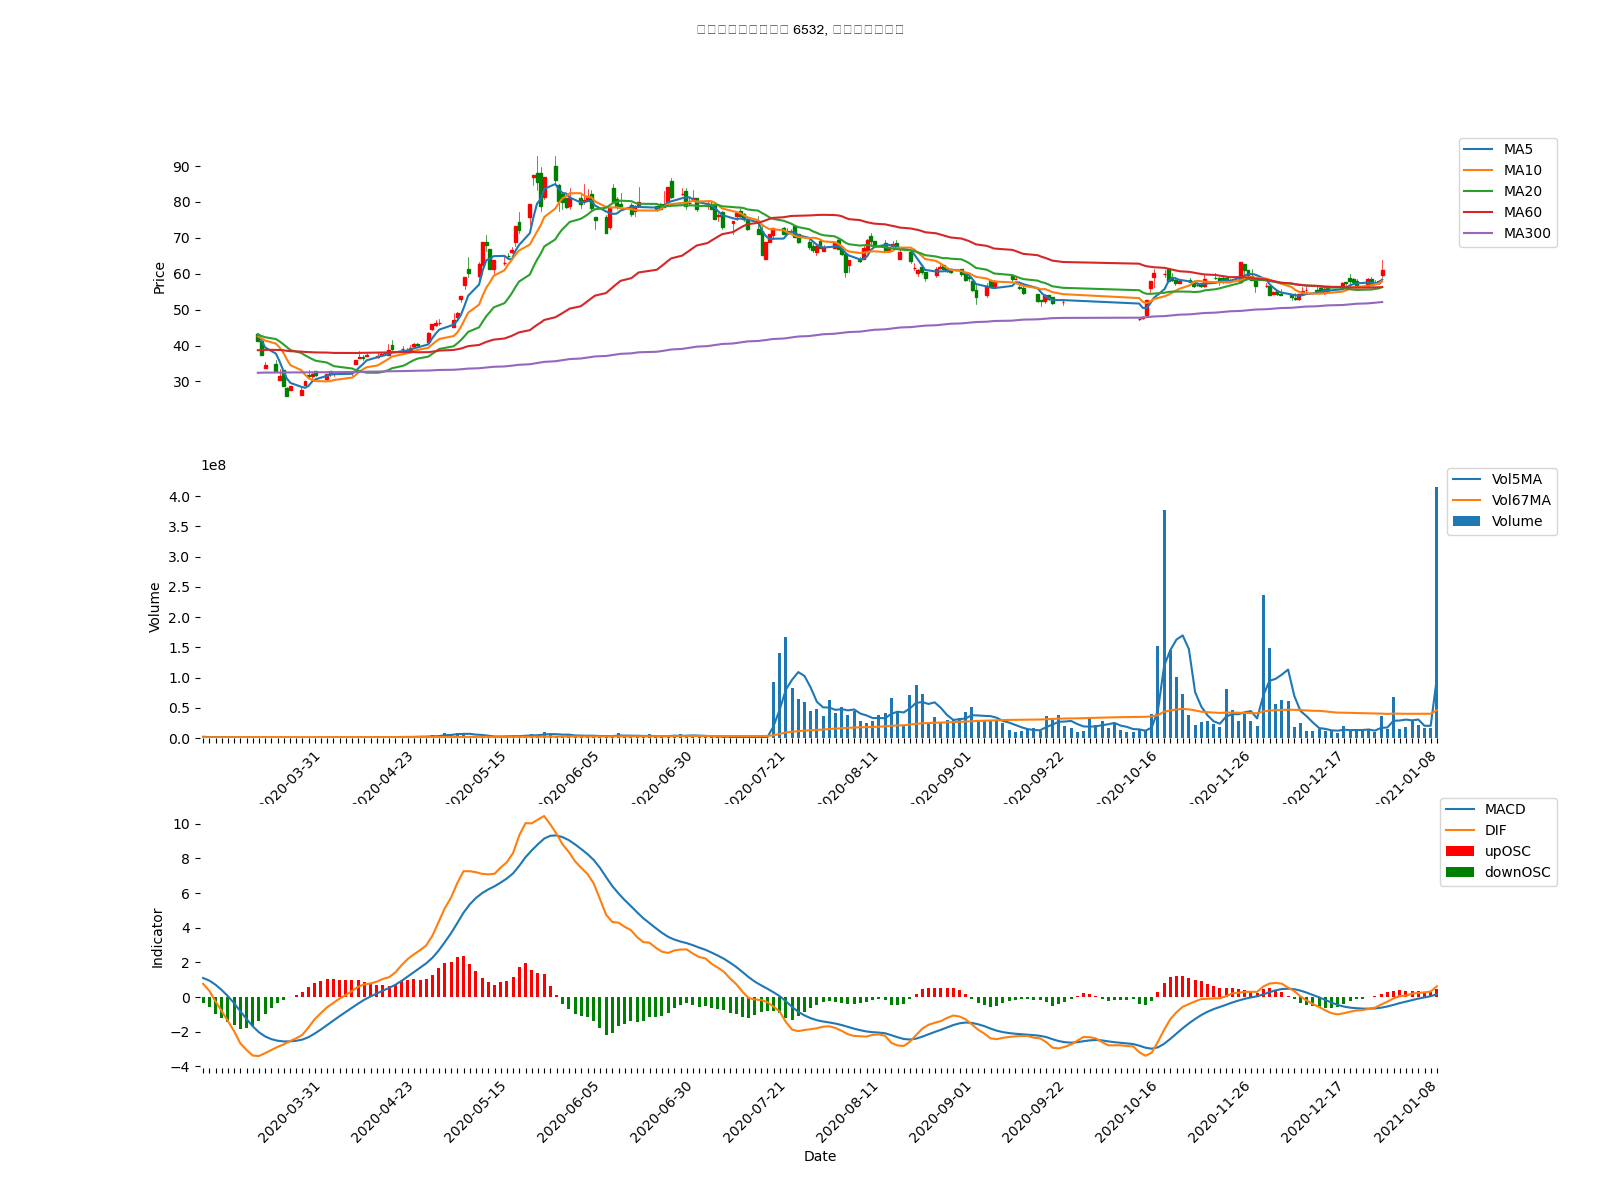 □□□□□□□□□□ 6532, □□□□□□□□
Price
90
80
70
60
50
40
30
MA5
MA10
MA20
MA60
MA300
1e8
Volume
4.0
3.5
3.0
2.5
2.0
1.5
1.0
0.5
0.0
Vol5MA
Vol67MA
Volume
2020-03-31
2020-04-23
2020-05-15
2020-06-05
2020-06-30
2020-07-21
2020-08-11
2020-09-01
2020-09-22
2020-10-16
2020-11-26
2020-12-17
2021-01-08
Indicator
10
8
6
4
2
0
−2
−4
MACD
DIF
upOSC
downOSC
2020-03-31
2020-04-23
2020-05-15
2020-06-05
2020-06-30
2020-07-21
2020-08-11
2020-09-01
2020-09-22
2020-10-16
2020-11-26
2020-12-17
2021-01-08
Date